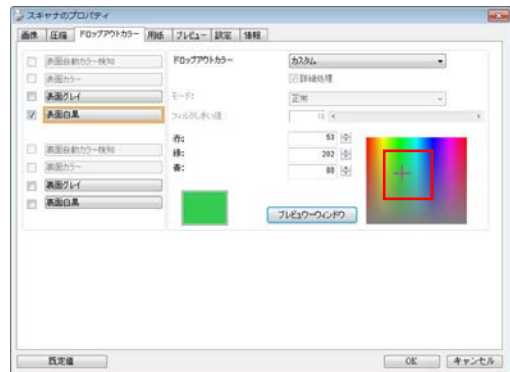 スキャナのプロパティ
画像 圧縮 ドロップアウトカラー 用紙 プレビュー 設定 情報
表面自動カラー検知
表面カラー
表面グレイ
表面白黒
裏面自動カラー検知
裏面カラー
裏面グレイ
裏面白黒
ドロップアウトカラー カスタム
詳細処理
モード: 正常
フィルタしきい値: 10
赤: 53
緑: 202
青: 80
プレビューウィンドウ
既定値 OK キャンセル